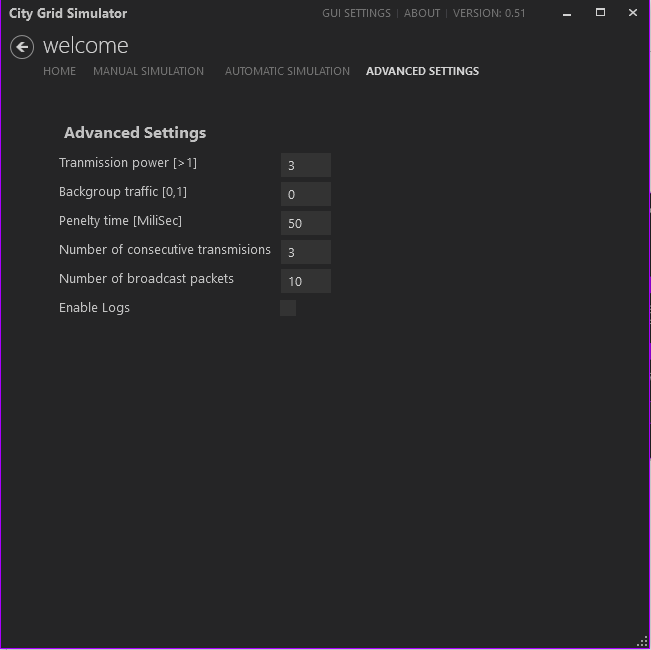 City Grid Simulator GUI SETTINGS | ABOUT | VERSION: 0.51
welcome
HOME MANUAL SIMULATION AUTOMATIC SIMULATION ADVANCED SETTINGS
Advanced Settings
Tranmission power [>1] 3
Backgroup traffic [0,1] 0
Penelty time [MiliSec] 50
Number of consecutive transmisions 3
Number of broadcast packets 10
Enable Logs